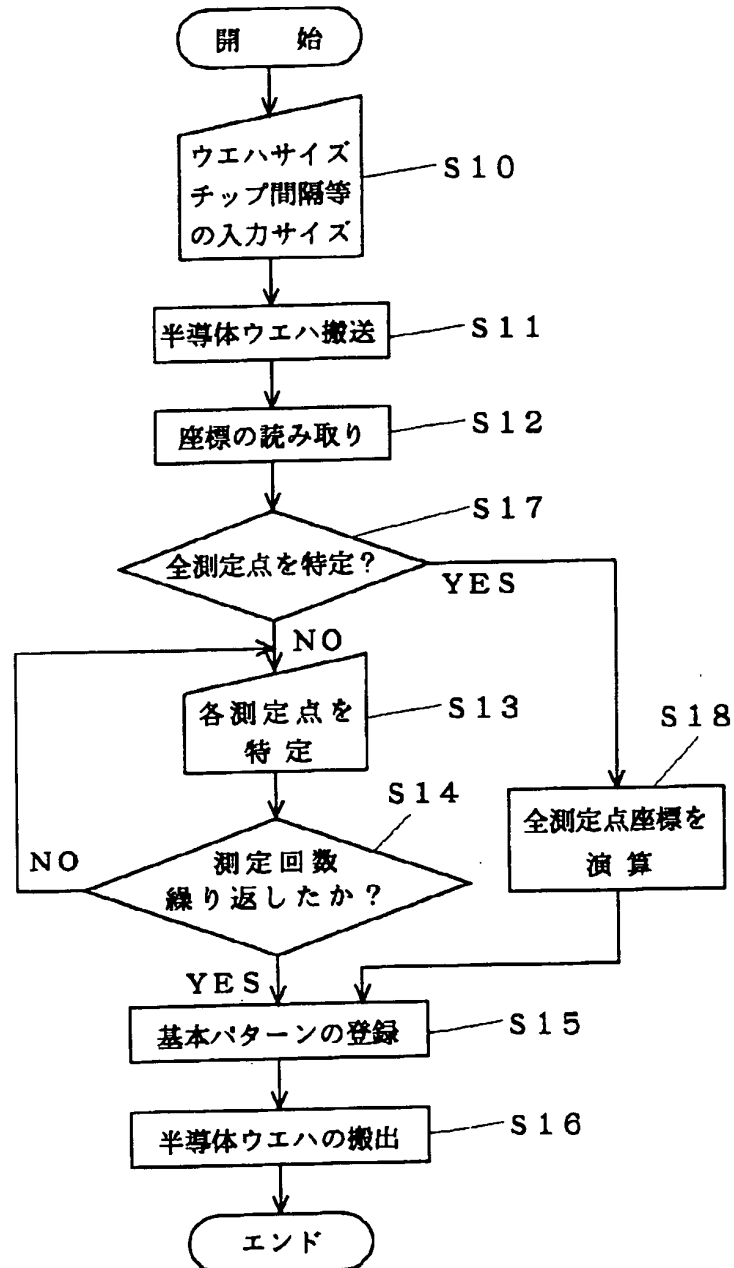 開 始
ウエハサイズ
チップ間隔等
の入力サイズ
S10
半導体ウエハ搬送
S11
座標の読み取り
S12
S17
全測定点を特定?
YES
NO
各測定点を
特定
S13
S18
全測定点座標を
演算
S14
測定回数
繰り返したか?
NO
YES
基本パターンの登録
S15
半導体ウエハの搬出
S16
エンド